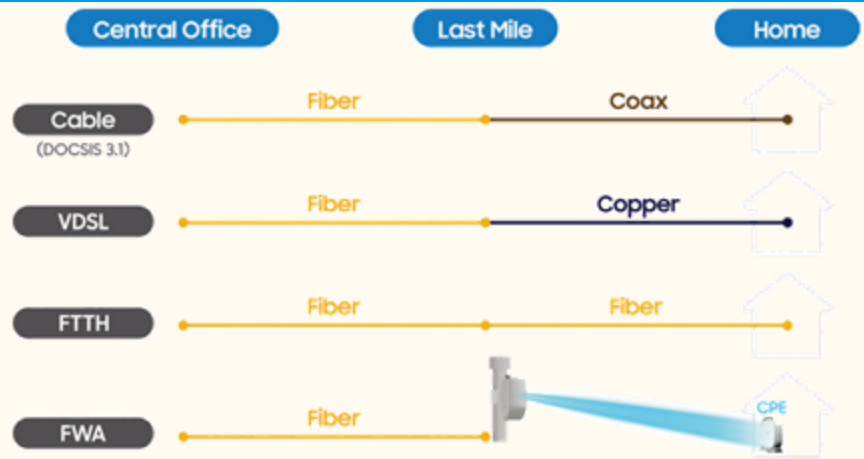 Central Office Last Mile Home
Fiber Coax
Cable
(DOCSIS 3.1)
Fiber Copper
VDSL
Fiber Fiber
FTTH
CPE
Fiber
FWA